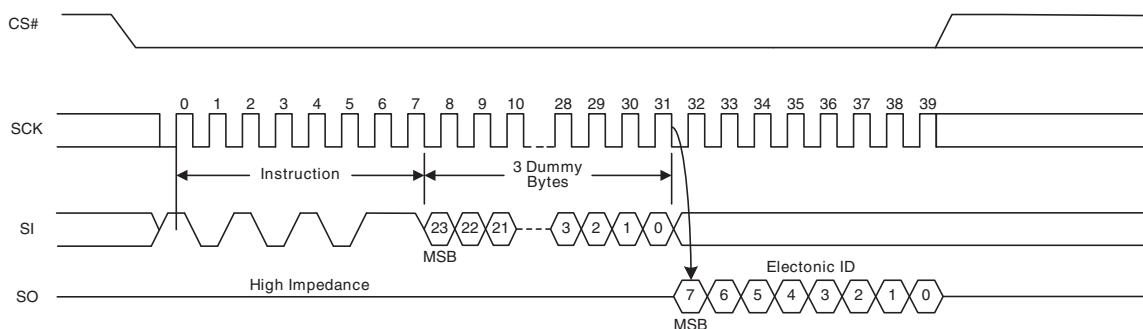 CS#
0 1 2 3 4 5 6 7 8 9 10 28 29 30 31 32 33 34 35 36 37 38 39
SCK
Instruction
3 Dummy
Bytes
SI
23 22 21 3 2 1 0
MSB
High Impedance
Electonic ID
SO
7 6 5 4 3 2 1 0
MSB